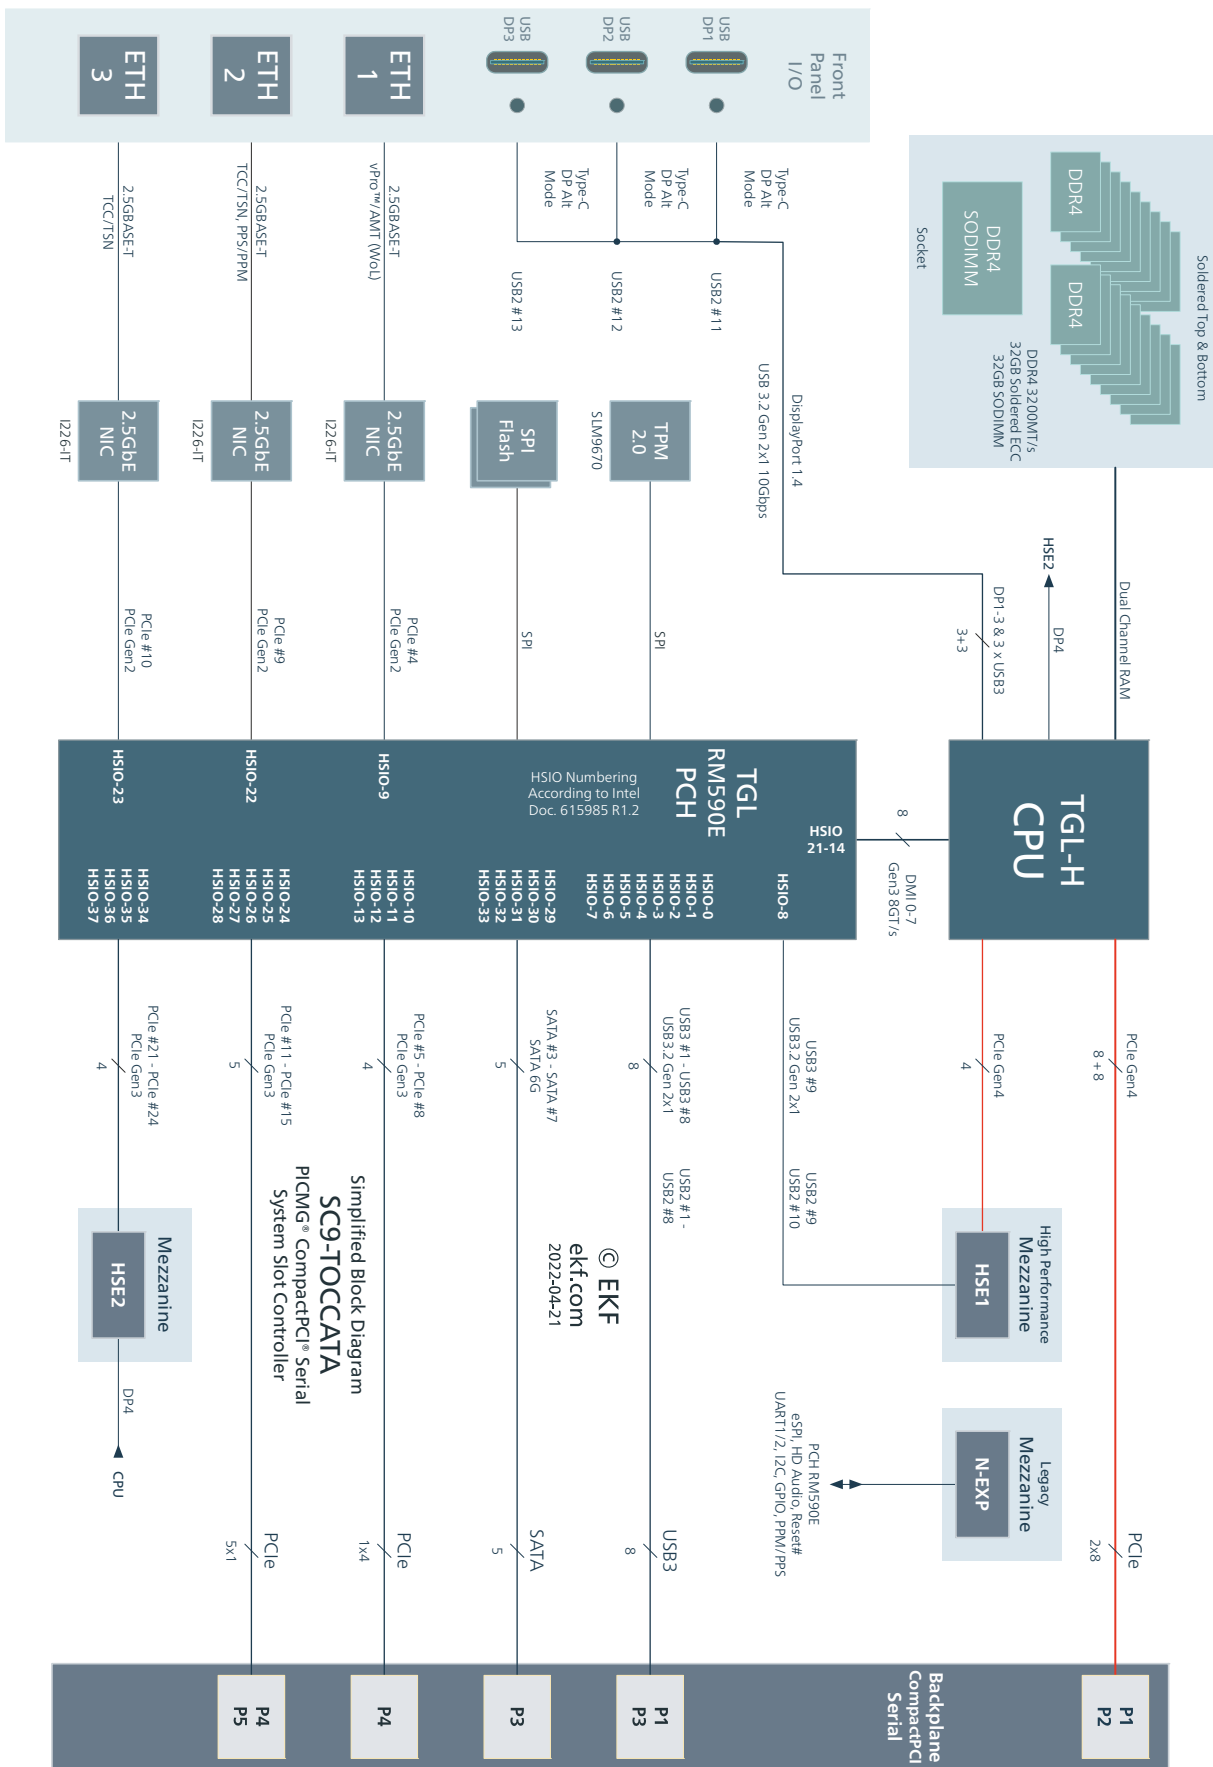 Front
Panel
I/O
USB
DP1
USB
DP2
USB
DP3
ETH
1
ETH
2
ETH
3
Soldered Top & Bottom
DDR4
DDR4
DDR4
SODIMM
Socket
DDR4 3200MT/s
32GB Soldered ECC
32GB SODIMM
Type-C
DP Alt
Mode
Type-C
DP Alt
Mode
Type-C
DP Alt
Mode
2.5GBASE-T
vPro™/AMT (WoL)
2.5GBASE-T
TCC/TSN, PPS/PPM
2.5GBASE-T
TCC/TSN
USB2 #11
USB2 #12
USB2 #13
DisplayPort 1.4
USB 3.2 Gen 2x1 10Gbps
TPM
2.0
SLM9670
SPI
Flash
2.5GbE
NIC
I226-IT
2.5GbE
NIC
I226-IT
2.5GbE
NIC
I226-IT
Dual Channel RAM
HSE2
DP4
DP1-3 & 3 x USB3
3+3
SPI
SPI
PCIe #4
PCIe Gen2
PCIe #9
PCIe Gen2
PCIe #10
PCIe Gen2
TGL-H
CPU
8
DMI 0-7
Gen3 8GT/s
HSIO
21-14
TGL
RM590E
PCH
HSIO Numbering
According to Intel
Doc. 615985 R1.2
HSIO-9
HSIO-22
HSIO-23
HSIO-8
HSIO-0
HSIO-1
HSIO-2
HSIO-3
HSIO-4
HSIO-5
HSIO-6
HSIO-7
HSIO-29
HSIO-30
HSIO-31
HSIO-32
HSIO-33
HSIO-10
HSIO-11
HSIO-12
HSIO-13
HSIO-24
HSIO-25
HSIO-26
HSIO-27
HSIO-28
HSIO-34
HSIO-35
HSIO-36
HSIO-37
PCIe Gen4
8 + 8
PCIe Gen4
4
USB3 #9
USB3.2 Gen 2x1
USB2 #9
USB2 #10
USB3 #1 - USB3 #8
USB3.2 Gen 2x1
8
USB2 #1 -
USB2 #8
SATA #3 - SATA #7
SATA 6G
5
PCIe #5 - PCIe #8
PCIe Gen3
4
PCIe #11 - PCIe #15
PCIe Gen3
5
PCIe #21 - PCIe #24
PCIe Gen3
4
High Performance
Mezzanine
HSE1
Legacy
Mezzanine
N-EXP
PCH RM590E
eSPI, HD Audio, Reset#
UART1/2, I2C, GPIO, PPM/PPS
© EKF
ekf.com
2022-04-21
Simplified Block Diagram
SC9-TOCCATA
PICMG® CompactPCI® Serial
System Slot Controller
Mezzanine
HSE2
DP4
CPU
PCIe
2x8
USB3
8
SATA
5
PCIe
1x4
PCIe
5x1
Backplane
CompactPCI
Serial
P1
P2
P1
P3
P3
P4
P4
P5